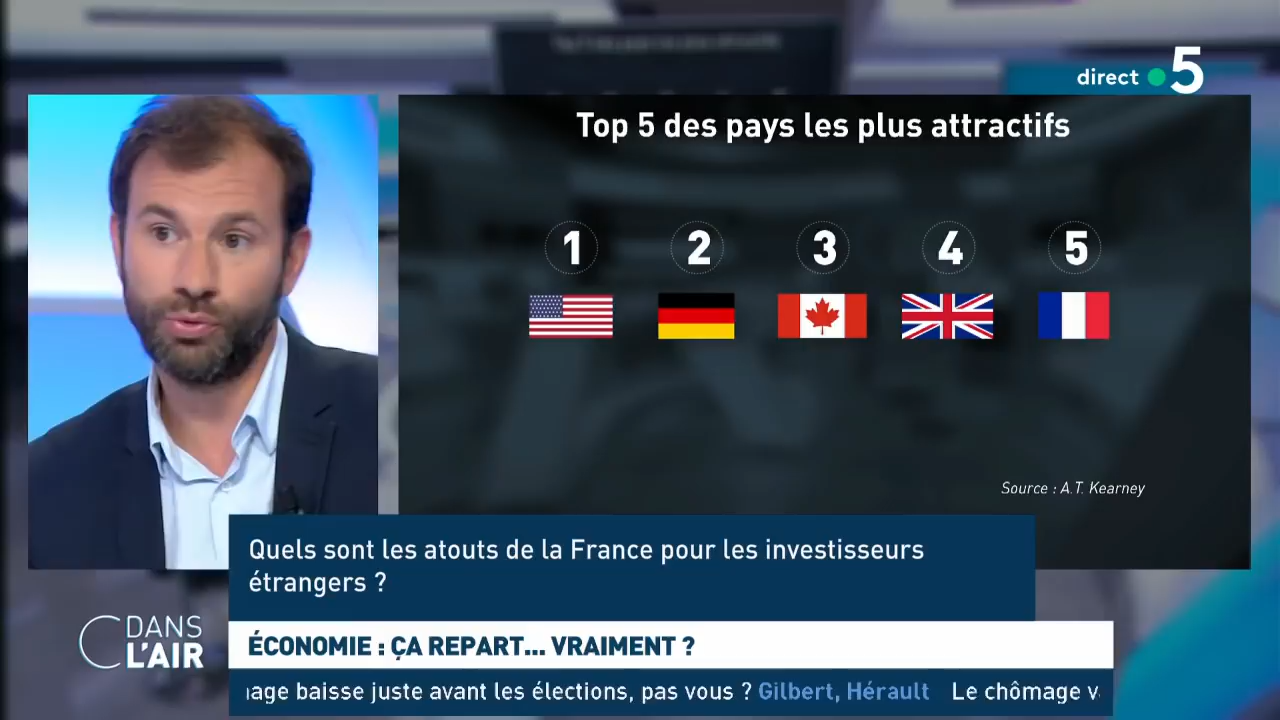 direct 5
Top 5 des pays les plus attractifs
1 2 3 4 5
Source : A.T. Kearney
Quels sont les atouts de la France pour les investisseurs
étrangers ?
C DANS
L'AIR
ÉCONOMIE : ÇA REPART... VRAIMENT ?
baisse juste avant les élections, pas vous ? Gilbert, Hérault Le chômage